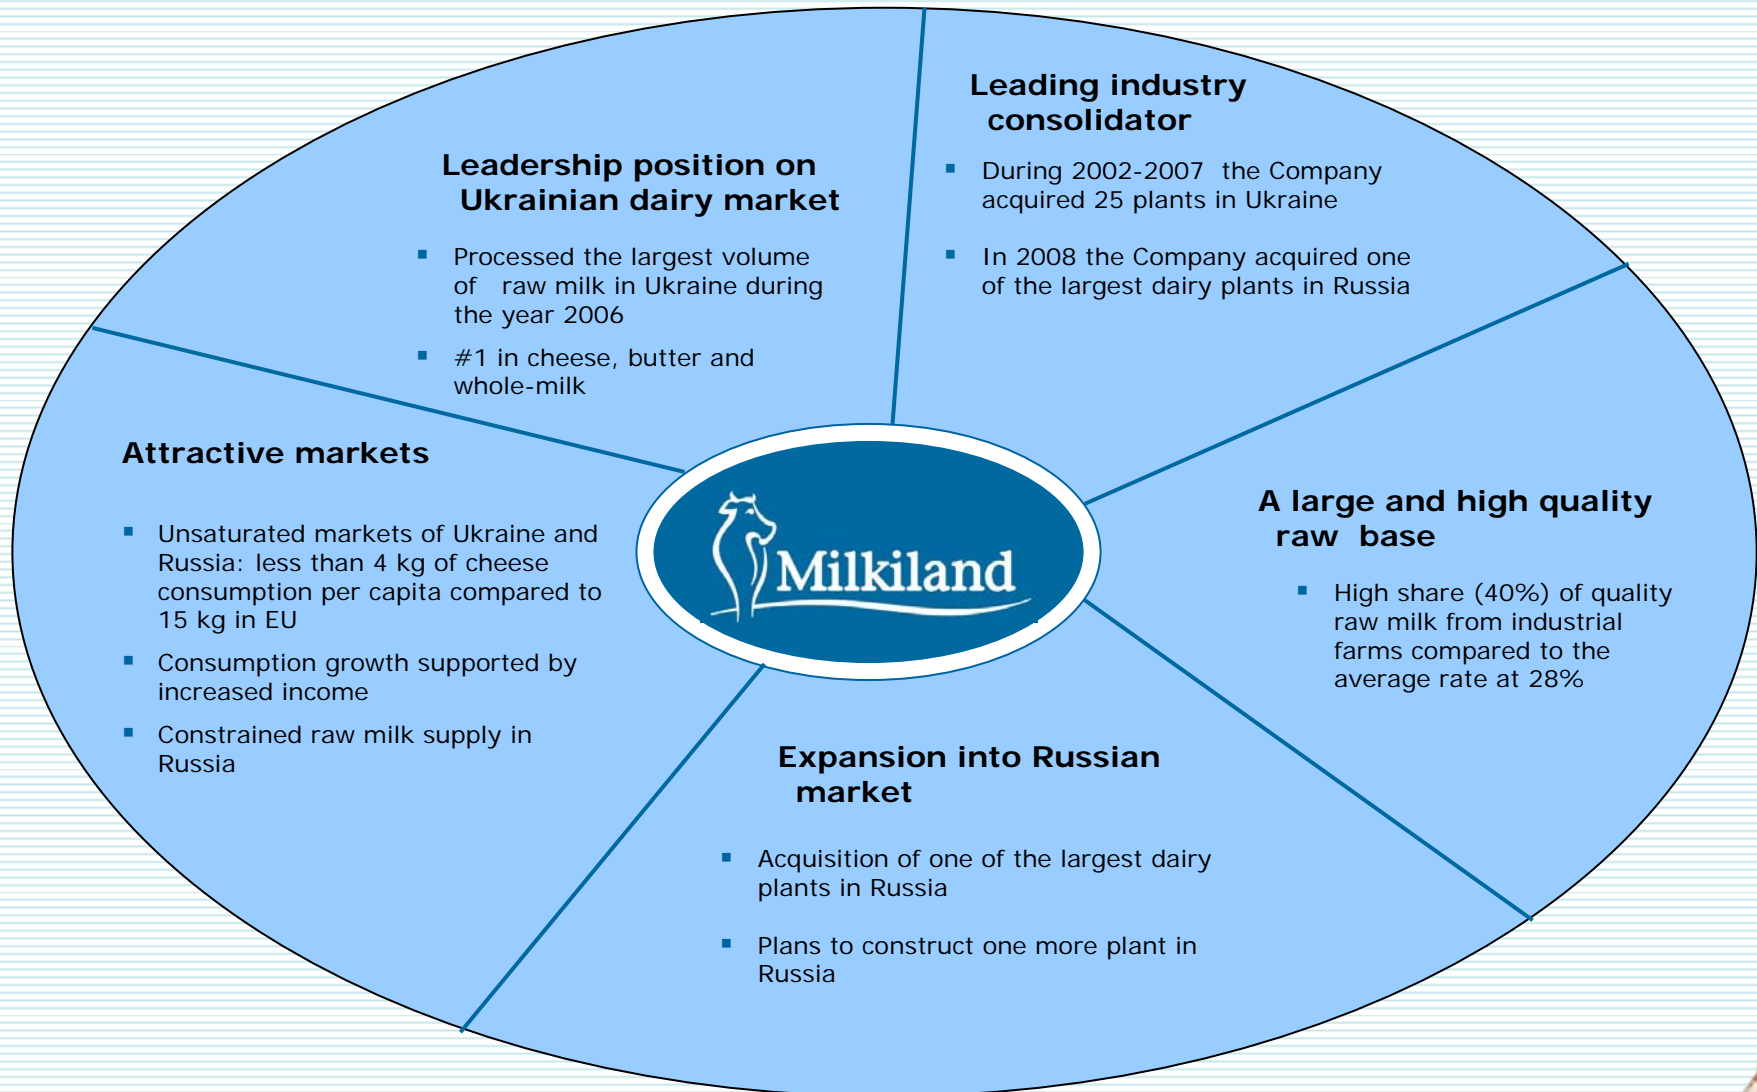 Leading industry
consolidator
During 2002-2007 the Company
acquired 25 plants in Ukraine
In 2008 the Company acquired one
of the largest dairy plants in Russia
Leadership position on
Ukrainian dairy market
Processed the largest volume
of raw milk in Ukraine during
the year 2006
#1 in cheese, butter and
whole-milk
Attractive markets
Unsaturated markets of Ukraine and
Russia: less than 4 kg of cheese
consumption per capita compared to
15 kg in EU
Consumption growth supported by
increased income
Constrained raw milk supply in
Russia
Milkiland
A large and high quality
raw base
High share (40%) of quality
raw milk from industrial
farms compared to the
average rate at 28%
Expansion into Russian
market
Acquisition of one of the largest dairy
plants in Russia
Plans to construct one more plant in
Russia